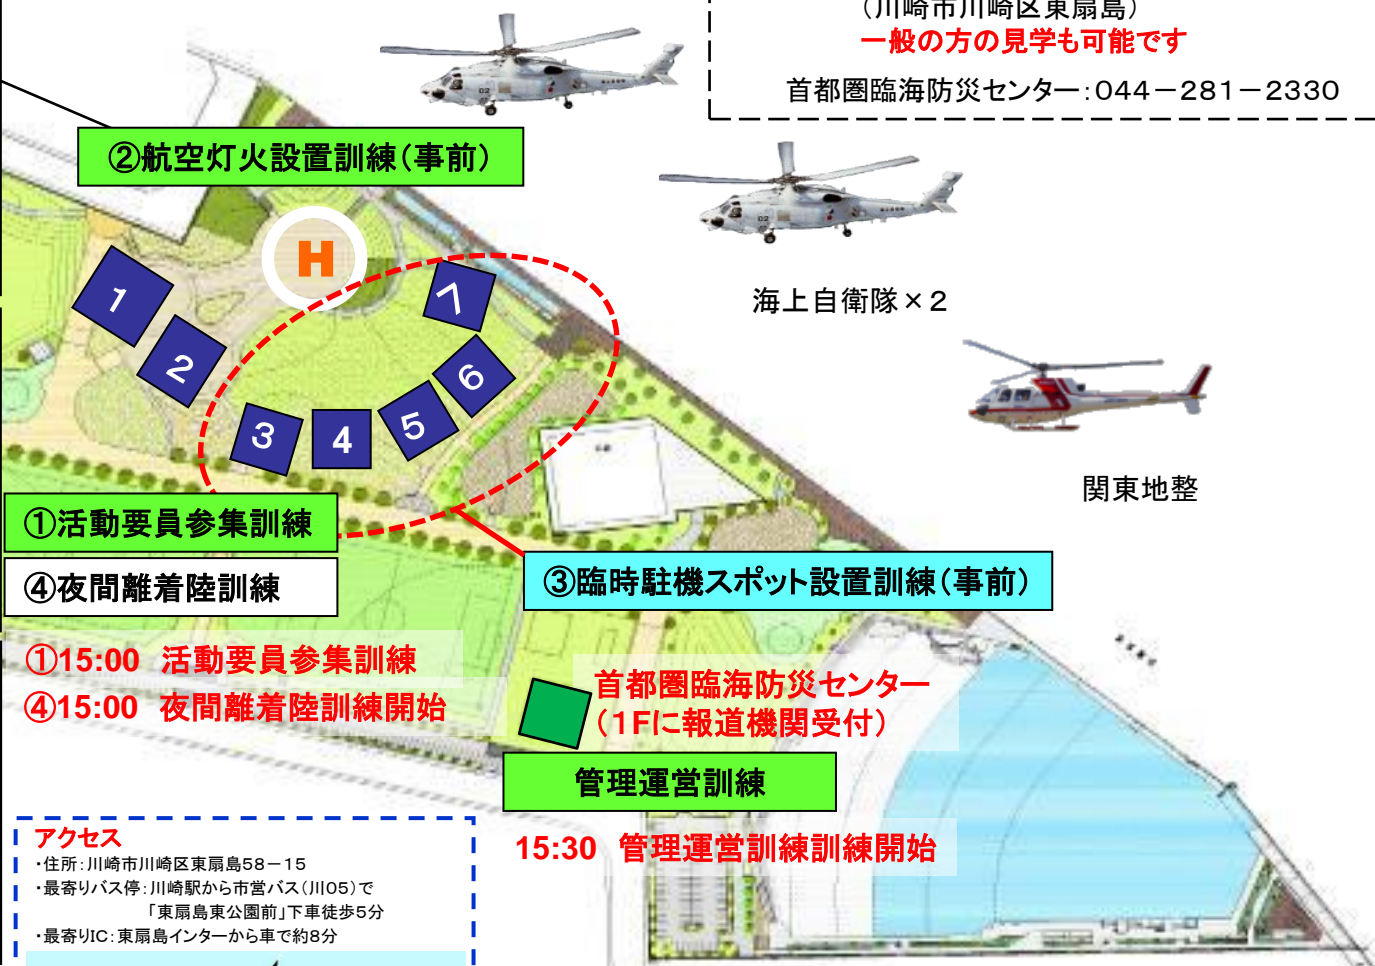 (川崎市川崎区東扇島)
一般の方の見学も可能です
首都圏臨海防災センター：044－281－2330
②航空灯火設置訓練(事前)
H
1
2
3
4
5
6
7
海上自衛隊×2
関東地整
①活動要員参集訓練
④夜間離着陸訓練
③臨時駐機スポット設置訓練(事前)
①15:00 活動要員参集訓練
④15:00 夜間離着陸訓練開始
首都圏臨海防災センター
(1Fに報道機関受付)
管理運営訓練
15:30 管理運営訓練訓練開始
アクセス
・住所：川崎市川崎区東扇島58－15
・最寄りバス停：川崎駅から市営バス(川05)で
「東扇島東公園前」下車徒歩5分
・最寄りIC：東扇島インターから車で約8分